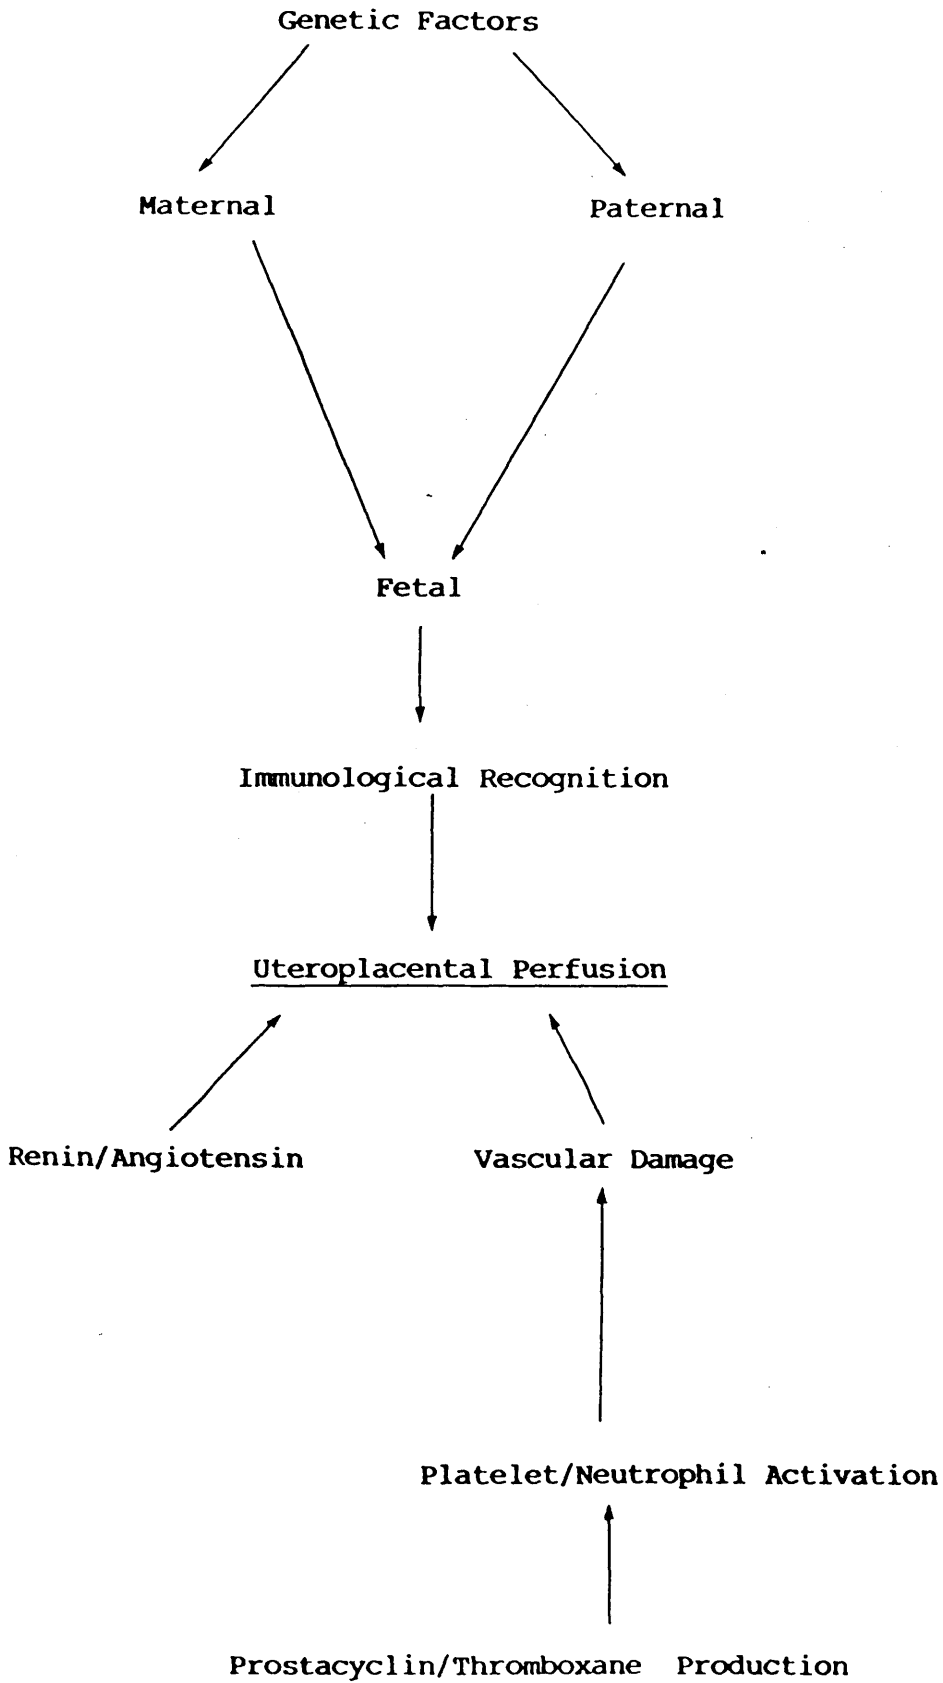 Genetic Factors
Maternal
Paternal
Fetal
Immunological Recognition
Uteroplacental Perfusion
Renin/Angiotensin
Vascular Damage
Platelet/Neutrophil Activation
Prostacyclin/Thromboxane Production